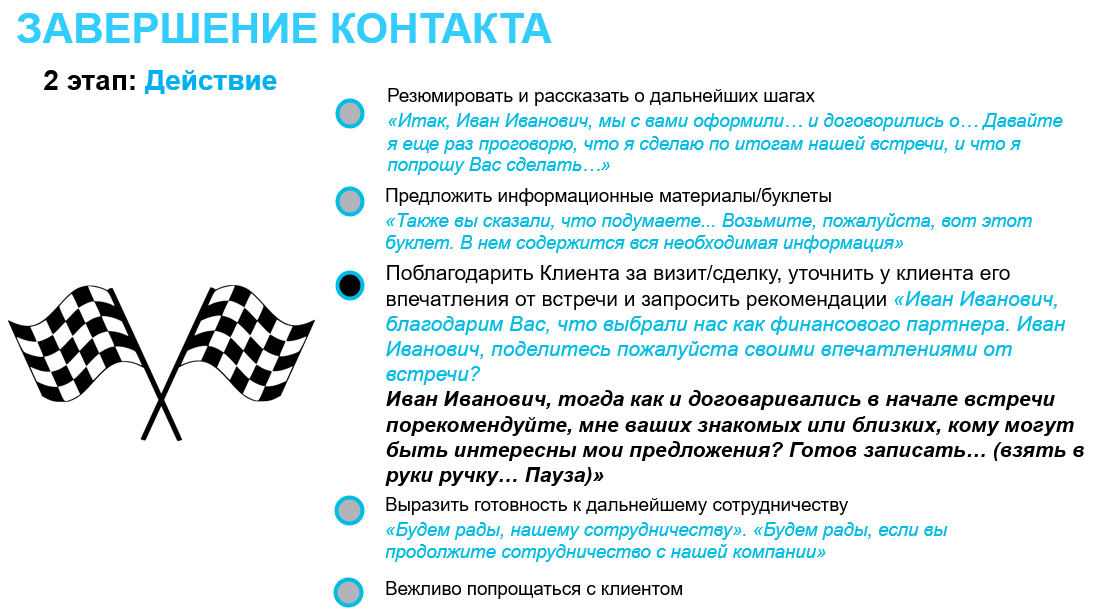 ЗАВЕРШЕНИЕ КОНТАКТА
2 этап: Действие
Резюмировать и рассказать о дальнейших шагах
«Итак, Иван Иванович, мы с вами оформили… и договорились о… Давайте
я еще раз проговорю, что я сделаю по итогам нашей встречи, и что я
попрошу Вас сделать…»
Предложить информационные материалы/буклеты
«Также вы сказали, что подумаете... Возьмите, пожалуйста, вот этот
буклет. В нем содержится вся необходимая информация»
Поблагодарить Клиента за визит/сделку, уточнить у клиента его
впечатления от встречи и запросить рекомендации «Иван Иванович,
благодарим Вас, что выбрали нас как финансового партнера. Иван
Иванович, поделитесь пожалуйста своими впечатлениями от
встречи?
Иван Иванович, тогда как и договаривались в начале встречи
порекомендуйте, мне ваших знакомых или близких, кому могут
быть интересны мои предложения? Готов записать… (взять в
руки ручку… Пауза)»
Выразить готовность к дальнейшему сотрудничеству
«Будем рады, нашему сотрудничеству». «Будем рады, если вы
продолжите сотрудничество с нашей компании»
Вежливо попрощаться с клиентом